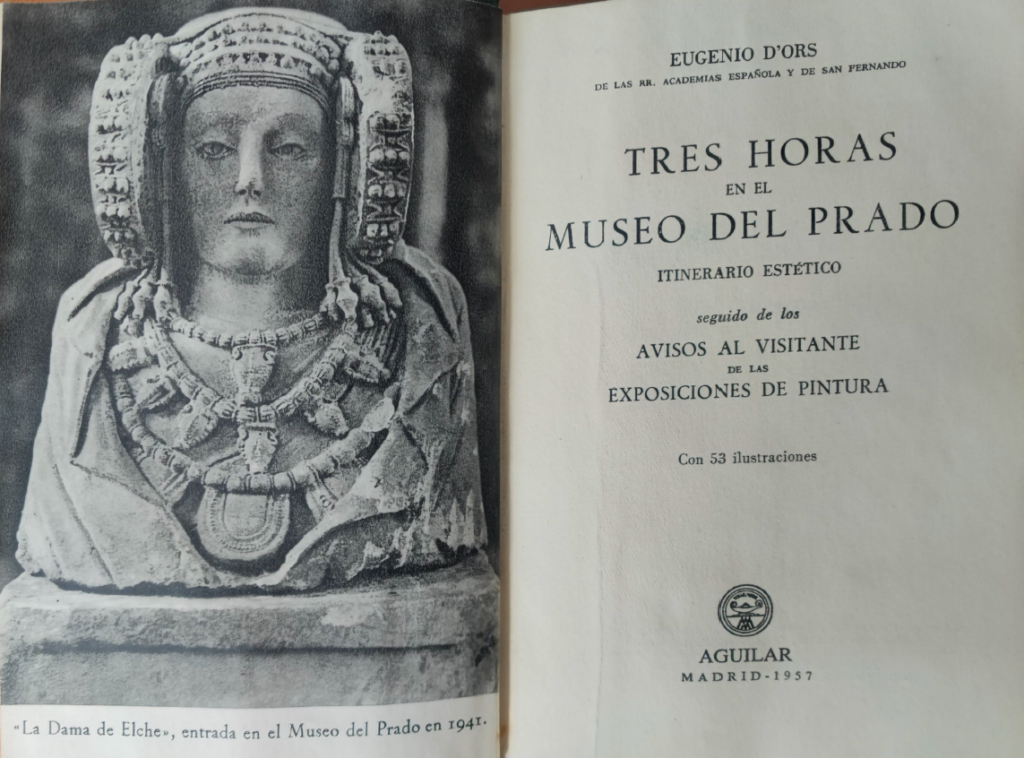 «La Dama de Elche», entrada en el Museo del Prado en 1941.
EUGENIO D'ORS
DE LAS RR. ACADEMIAS ESPAÑOLA Y DE SAN FERNANDO
TRES HORAS
EN EL
MUSEO DEL PRADO
ITINERARIO ESTÉTICO
seguido de los
AVISOS AL VISITANTE
DE LAS
EXPOSICIONES DE PINTURA
Con 53 ilustraciones
AGUILAR
MADRID-1957